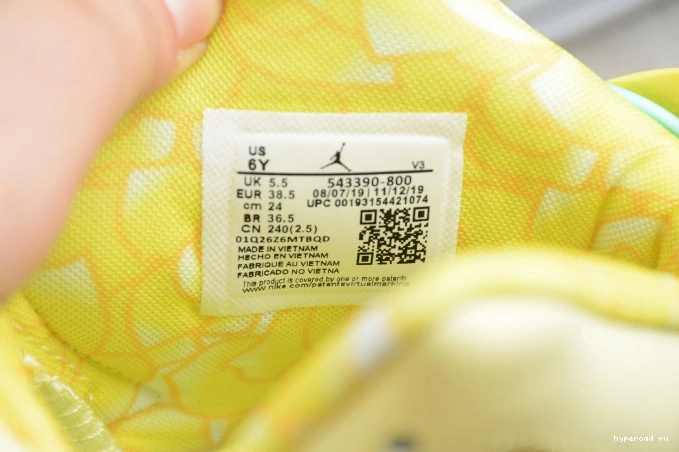 US
6Y
V3
UK 5.5
EUR 38.5
cm 24
BR 36.5
CN 240(2.5)
543390-800
08/07/19 | 11/12/19
UPC 00193154421074
01Q26Z6MTBQD
MADE IN VIETNAM
HECHO EN VIETNAM
FABRIQUE AU VIETNAM
FABRICADO NO VIETNA
This product is covered by one or more patents
www.nike.com/patentsvirtualmarking
hyperoad ru